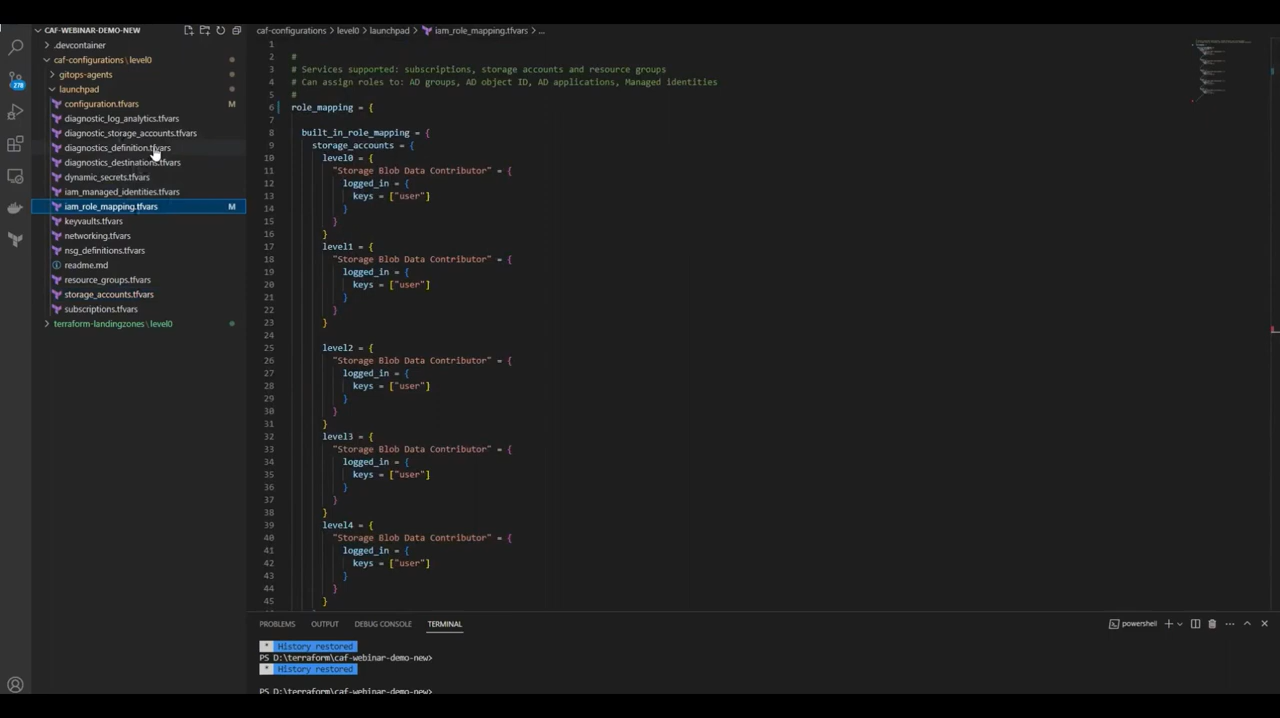 CAF-WEBINAR-DEMO-NEW
.devcontainer
caf-configurations \ level0
gitops-agents
launchpad
configuration.tfvars M
diagnostic_log_analytics.tfvars
diagnostic_storage_accounts.tfvars
diagnostics_definition.tfvars
diagnostics_destinations.tfvars
dynamic_secrets.tfvars
iam_managed_identities.tfvars
iam_role_mapping.tfvars M
keyvaults.tfvars
networking.tfvars
nsg_definitions.tfvars
readme.md
resource_groups.tfvars
storage_accounts.tfvars
subscriptions.tfvars
terraform-landingzones \ level0
278
caf-configurations > level0 > launchpad > iam_role_mapping.tfvars > ...
1
2 #
3 # Services supported: subscriptions, storage accounts and resource groups
4 # Can assign roles to: AD groups, AD object ID, AD applications, Managed identities
5 #
6 role_mapping = {
7
8 built_in_role_mapping = {
9 storage_accounts = {
10 level0 = {
11 "Storage Blob Data Contributor" = {
12 logged_in = {
13 keys = ["user"]
14 }
15 }
16 }
17 level1 = {
18 "Storage Blob Data Contributor" = {
19 logged_in = {
20 keys = ["user"]
21 }
22 }
23 }
24
25 level2 = {
26 "Storage Blob Data Contributor" = {
27 logged_in = {
28 keys = ["user"]
29 }
30 }
31 }
32 level3 = {
33 "Storage Blob Data Contributor" = {
34 logged_in = {
35 keys = ["user"]
36 }
37 }
38 }
39 level4 = {
40 "Storage Blob Data Contributor" = {
41 logged_in = {
42 keys = ["user"]
43 }
44 }
45 }
PROBLEMS OUTPUT DEBUG CONSOLE TERMINAL
powershell
* History restored
PS D:\terraform\caf-webinar-demo-new>
* History restored
PS D:\terraform\caf-webinar-demo-new>